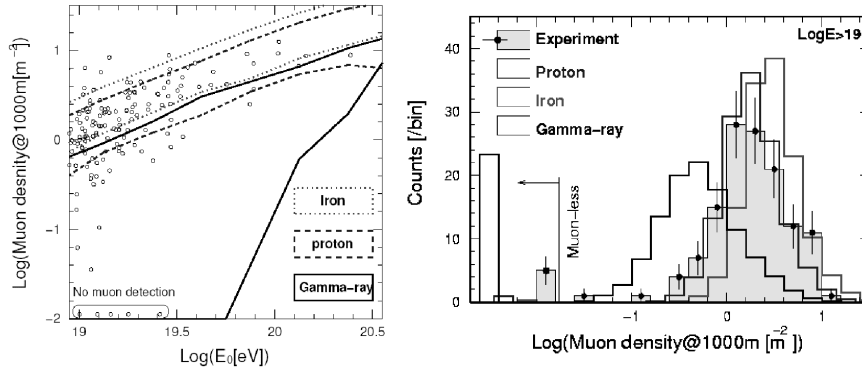 Log(Muon desnity@1000m[m⁻²])
1
0
-1
-2
Iron
proton
Gamma-ray
No muon detection
19
19.5
20
20.5
Log(E₀[eV])
Counts [/bin]
40
30
20
10
0
LogE>19
Experiment
Proton
Iron
Gamma-ray
Muon-less
-1
0
1
Log(Muon density@1000m [m⁻²])